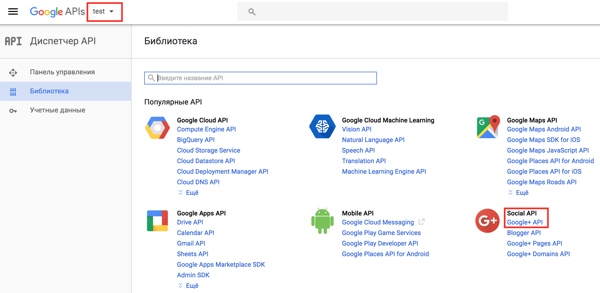 Google APIs test
API Диспетчер API
Библиотека
Панель управления
Библиотека
Учетные данные
Введите название API
Популярные API
Google Cloud API
Compute Engine API
BigQuery API
Cloud Storage Service
Cloud Datastore API
Cloud Deployment Manager API
Cloud DNS API
Ещё
Google Cloud Machine Learning
Vision API
Natural Language API
Speech API
Translation API
Machine Learning Engine API
Google Maps API
Google Maps Android API
Google Maps SDK for iOS
Google Maps JavaScript API
Google Places API for Android
Google Places API for iOS
Google Maps Roads API
Ещё
Google Apps API
Drive API
Calendar API
Gmail API
Sheets API
Google Apps Marketplace SDK
Admin SDK
Ещё
Mobile API
Google Cloud Messaging
Google Play Game Services
Google Play Developer API
Google Places API for Android
G+
Social API
Google+ API
Blogger API
Google+ Pages API
Google+ Domains API